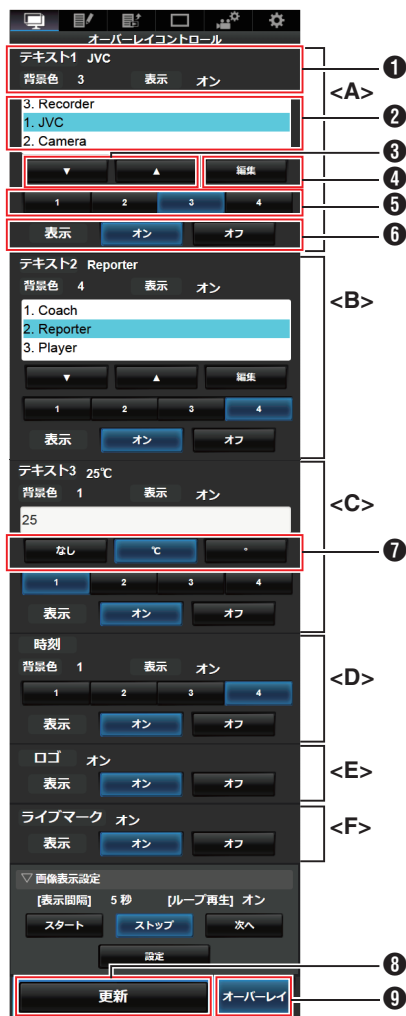 オーバーレイコントロール
テキスト1 JVC
背景色 3 表示 オン
3. Recorder
1. JVC
2. Camera
▼ ▲ 編集
1 2 3 4
表示 オン オフ
テキスト2 Reporter
背景色 4 表示 オン
1. Coach
2. Reporter
3. Player
▼ ▲ 編集
1 2 3 4
表示 オン オフ
テキスト3 25℃
背景色 1 表示 オン
25
なし ℃ °
1 2 3 4
表示 オン オフ
時刻
背景色 1 表示 オン
1 2 3 4
表示 オン オフ
ロゴ オン
表示 オン オフ
ライブマーク オン
表示 オン オフ
▽ 画像表示設定
[表示間隔] 5 秒 [ループ再生] オン
スタート ストップ 次へ
設定
更新 オーバーレイ
❶
<A>
❷
❸
❹
❺
❻
<B>
<C>
❼
<D>
<E>
<F>
❽
❾